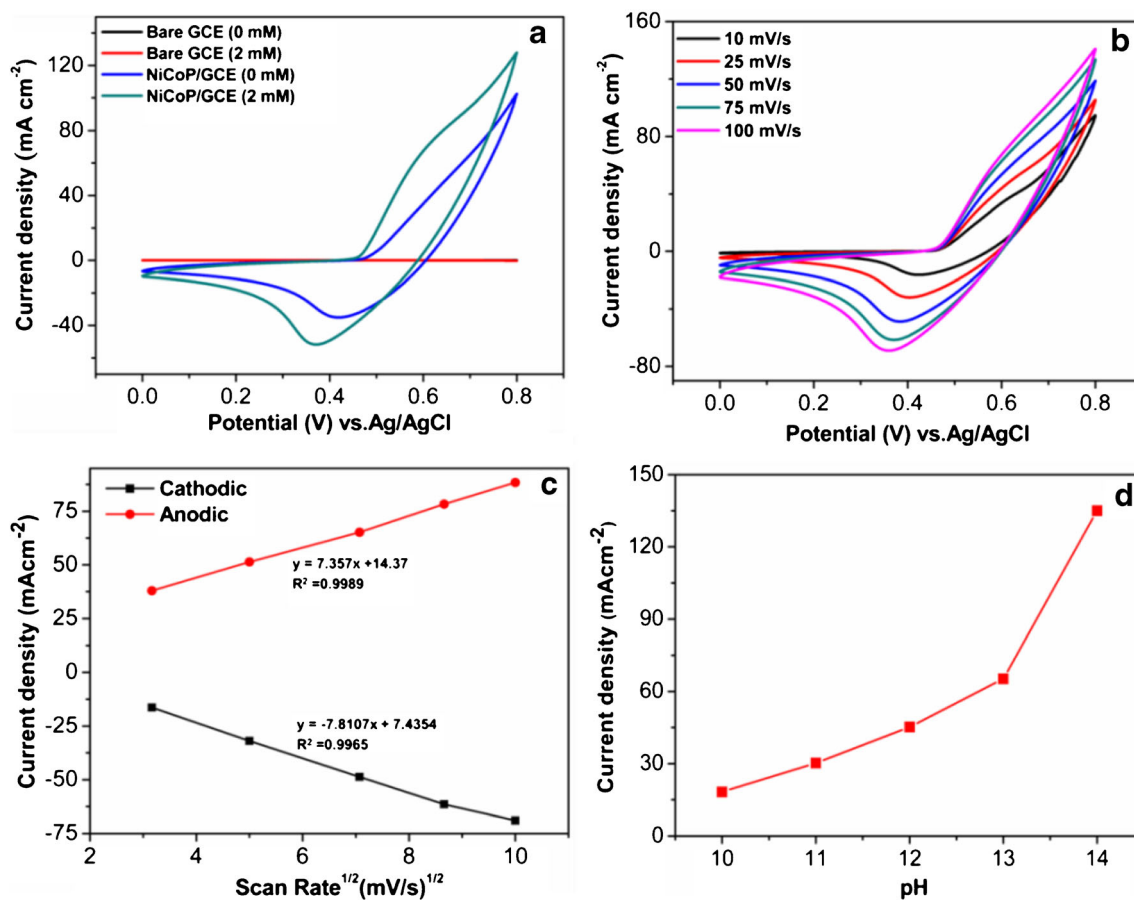 a
Bare GCE (0 mM)
Bare GCE (2 mM)
NiCoP/GCE (0 mM)
NiCoP/GCE (2 mM)
120
80
40
0
-40
Current density (mA cm-2)
0.0 0.2 0.4 0.6 0.8
Potential (V) vs.Ag/AgCl
b
10 mV/s
25 mV/s
50 mV/s
75 mV/s
100 mV/s
160
80
0
-80
Current density (mA cm-2)
0.0 0.2 0.4 0.6 0.8
Potential (V) vs.Ag/AgCl
c
Cathodic
Anodic
y = 7.357x +14.37
R2 =0.9989
y = -7.8107x + 7.4354
R2 =0.9965
75
50
25
0
-25
-50
-75
Current density (mAcm-2)
2 4 6 8 10
Scan Rate1/2(mV/s)1/2
d
150
120
90
60
30
0
Current density (mAcm-2)
10 11 12 13 14
pH